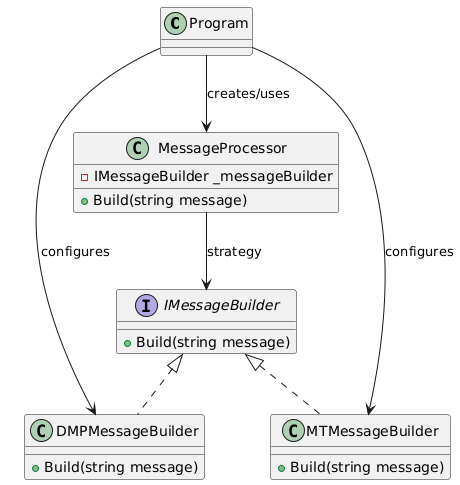 C Program
creates/uses
C MessageProcessor
IMessageBuilder _messageBuilder
Build(string message)
configures
strategy
configures
I IMessageBuilder
Build(string message)
C DMPMessageBuilder
Build(string message)
C MTMessageBuilder
Build(string message)